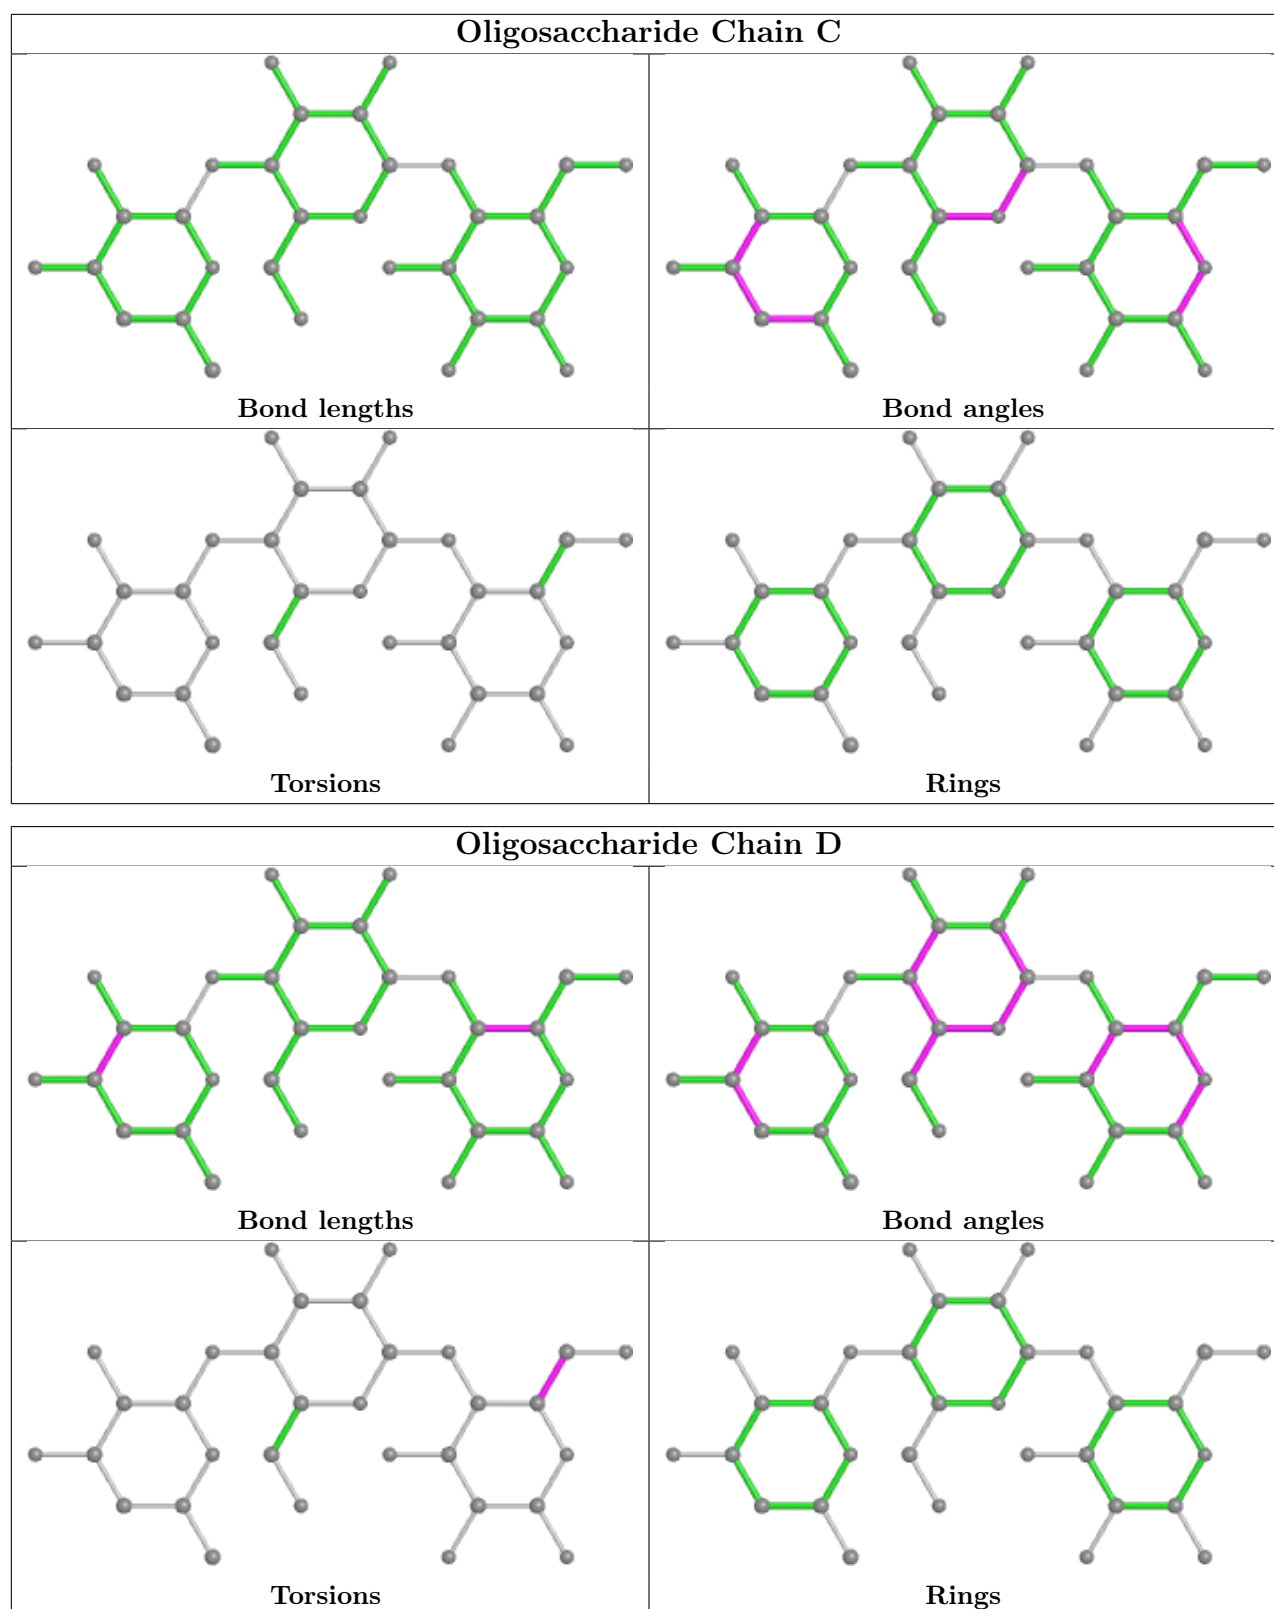 Oligosaccharide Chain C
Bond lengths
Bond angles
Torsions
Rings
Oligosaccharide Chain D
Bond lengths
Bond angles
Torsions
Rings